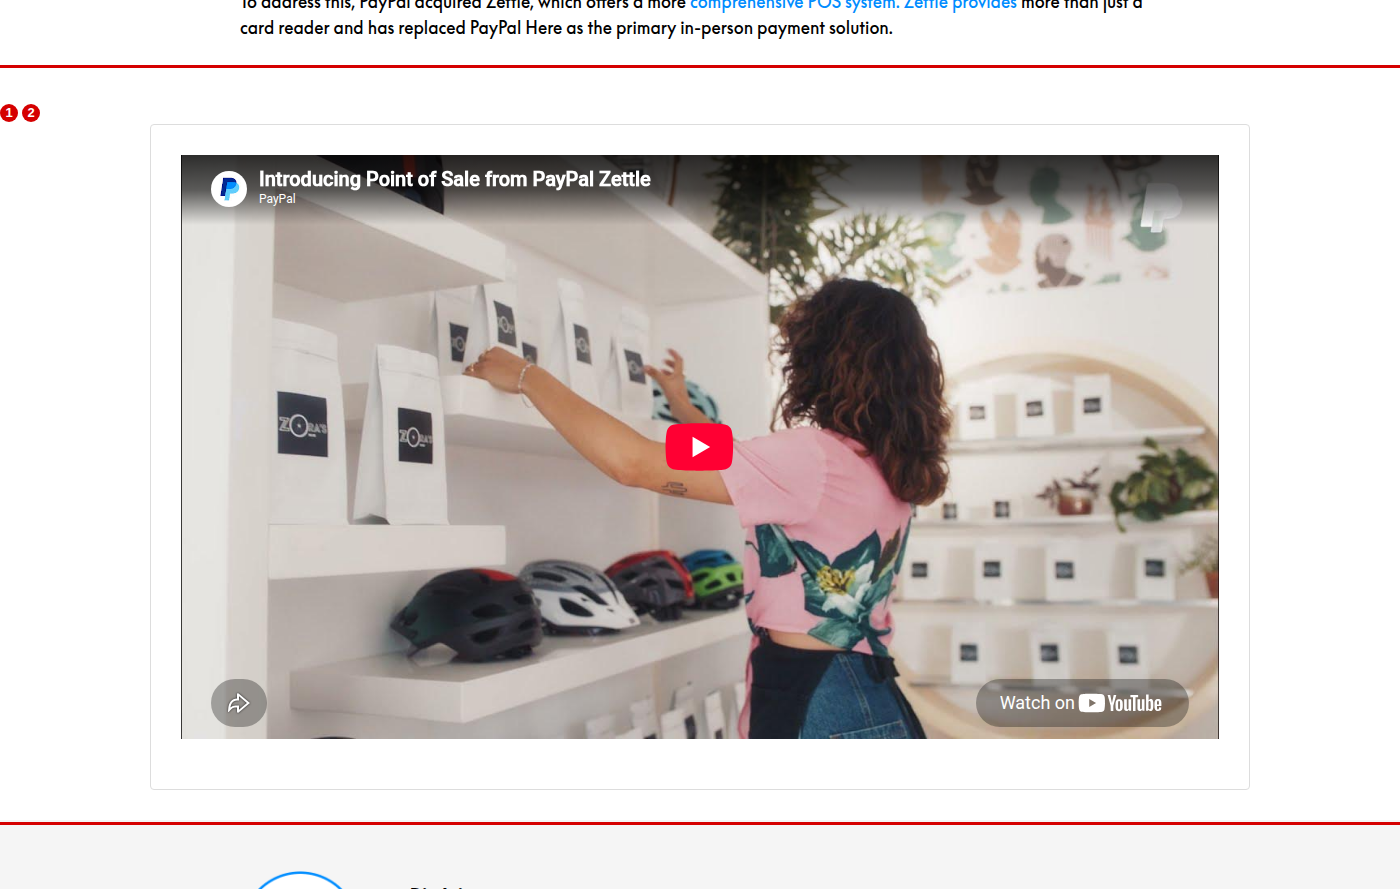 To address this, PayPal acquired Zettle, which offers a more comprehensive POS system. Zettle provides more than just a
card reader and has replaced PayPal Here as the primary in-person payment solution.
1 2
Introducing Point of Sale from PayPal Zettle
PayPal
ZORA'S
ZORA'S
Watch on YouTube